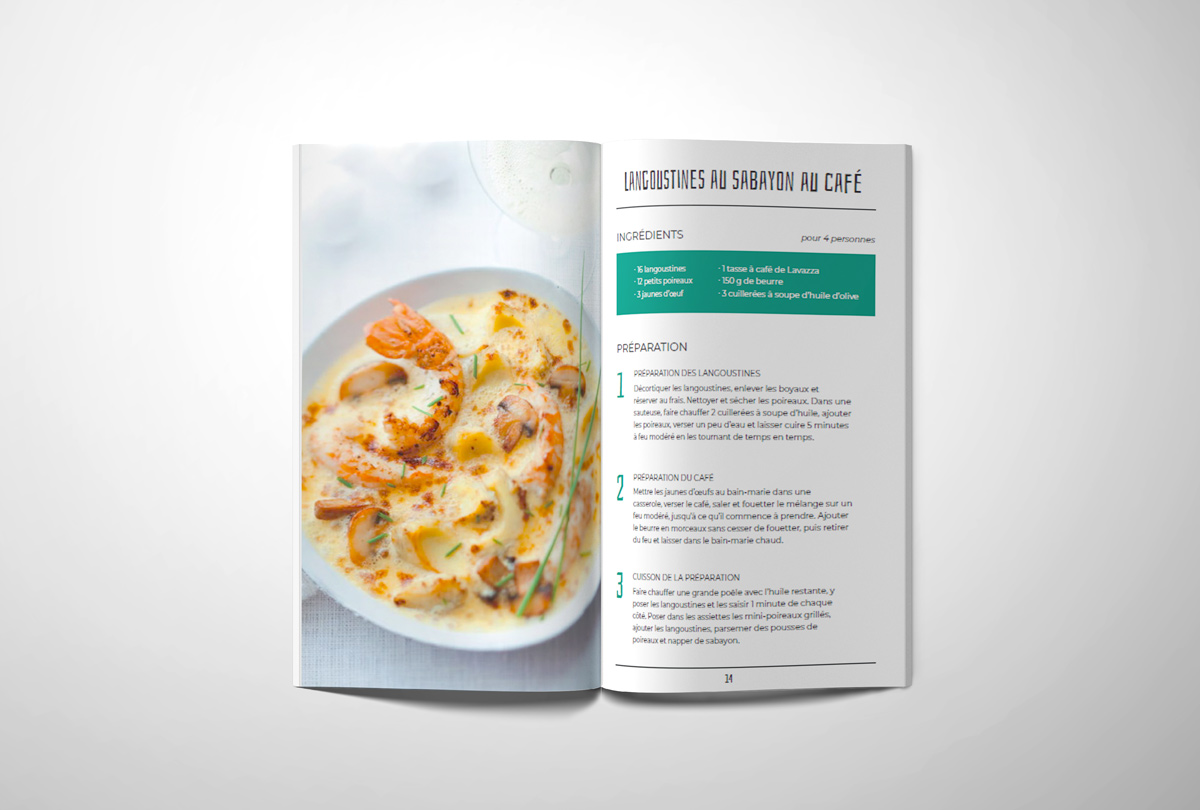 LANGOUSTINES AU SABAYON AU CAFÉ
INGRÉDIENTS
pour 4 personnes
· 16 langoustines
· 12 petits poireaux
· 3 jaunes d'œuf
· 1 tasse à café de Lavazza
· 150 g de beurre
· 3 cuillerées à soupe d'huile d'olive
PRÉPARATION
1
PRÉPARATION DES LANGOUSTINES
Décortiquer les langoustines, enlever les boyaux et
réserver au frais. Nettoyer et sécher les poireaux. Dans une
sauteuse, faire chauffer 2 cuillerées à soupe d'huile, ajouter
les poireaux, verser un peu d'eau et laisser cuire 5 minutes
à feu modéré en les tournant de temps en temps.
2
PRÉPARATION DU CAFÉ
Mettre les jaunes d'œufs au bain-marie dans une
casserole, verser le café, saler et fouetter le mélange sur un
feu modéré, jusqu'à ce qu'il commence à prendre. Ajouter
le beurre en morceaux sans cesser de fouetter, puis retirer
du feu et laisser dans le bain-marie chaud.
3
CUISSON DE LA PRÉPARATION
Faire chauffer une grande poêle avec l'huile restante, y
poser les langoustines et les saisir 1 minute de chaque
côté. Poser dans les assiettes les mini-poireaux grillés,
ajouter les langoustines, parsemer des pousses de
poireaux et napper de sabayon.
14